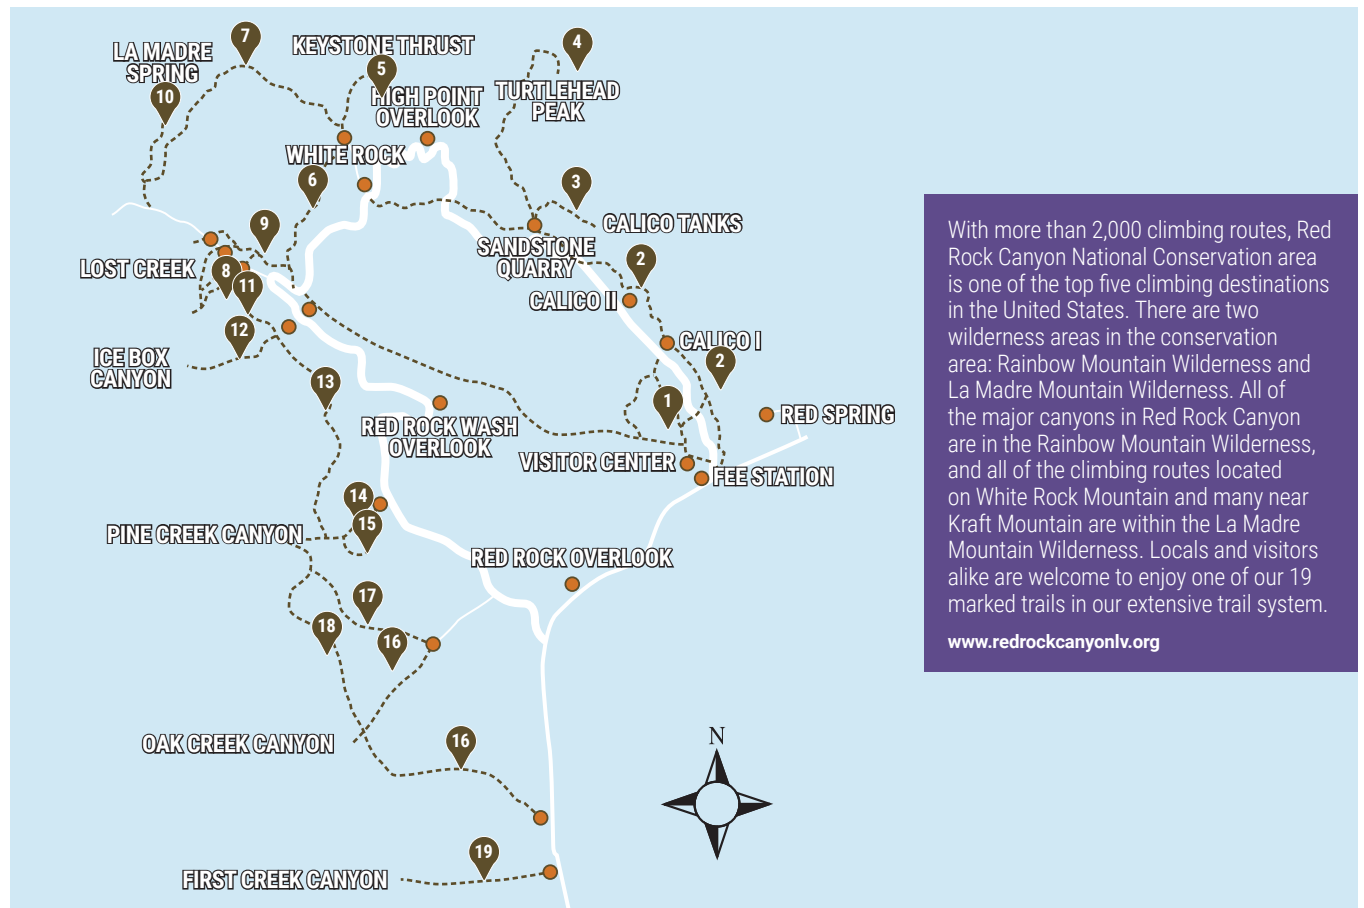 7
4
KEYSTONE THRUST
LA MADRE
SPRING
5
10
HIGH POINT
OVERLOOK
TURTLEHEAD
PEAK
WHITE ROCK
6
3
CALICO TANKS
9
SANDSTONE
QUARRY
LOST CREEK
8
11
2
CALICO II
12
CALICO I
ICE BOX
CANYON
2
13
1
RED SPRING
RED ROCK WASH
OVERLOOK
VISITOR CENTER
FEE STATION
14
15
PINE CREEK CANYON
RED ROCK OVERLOOK
17
18
16
OAK CREEK CANYON
16
N
19
FIRST CREEK CANYON
With more than 2,000 climbing routes, Red
Rock Canyon National Conservation area
is one of the top five climbing destinations
in the United States. There are two
wilderness areas in the conservation
area: Rainbow Mountain Wilderness and
La Madre Mountain Wilderness. All of
the major canyons in Red Rock Canyon
are in the Rainbow Mountain Wilderness,
and all of the climbing routes located
on White Rock Mountain and many near
Kraft Mountain are within the La Madre
Mountain Wilderness. Locals and visitors
alike are welcome to enjoy one of our 19
marked trails in our extensive trail system.
www.redrockcanyonlv.org